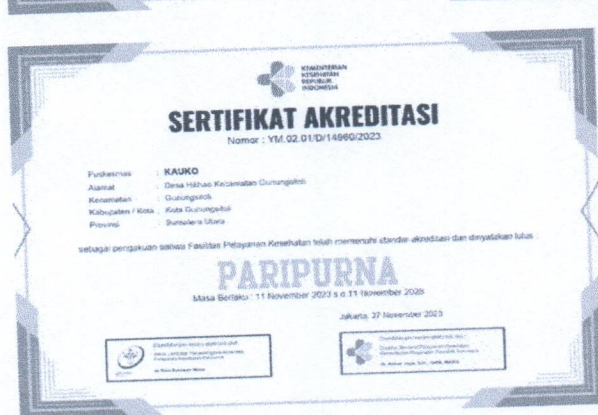 KEMENTERIAN
KESEHATAN
REPUBLIK
INDONESIA
SERTIFIKAT AKREDITASI
Nomor : YM.02.01/D/14960/2023
Puskesmas : KAUKO
Alamat : Desa Hilihao Kecamatan Gunungsitoli
Kecamatan : Gunungsitoli
Kabupaten / Kota : Kota Gunungsitoli
Provinsi : Sumatera Utara
sebagai pengakuan bahwa Fasilitas Pelayanan Kesehatan telah memenuhi standar akreditasi dan dinyatakan lulus :
PARIPURNA
Masa Berlaku : 11 November 2023 s.d 11 November 2028
Jakarta, 27 November 2023